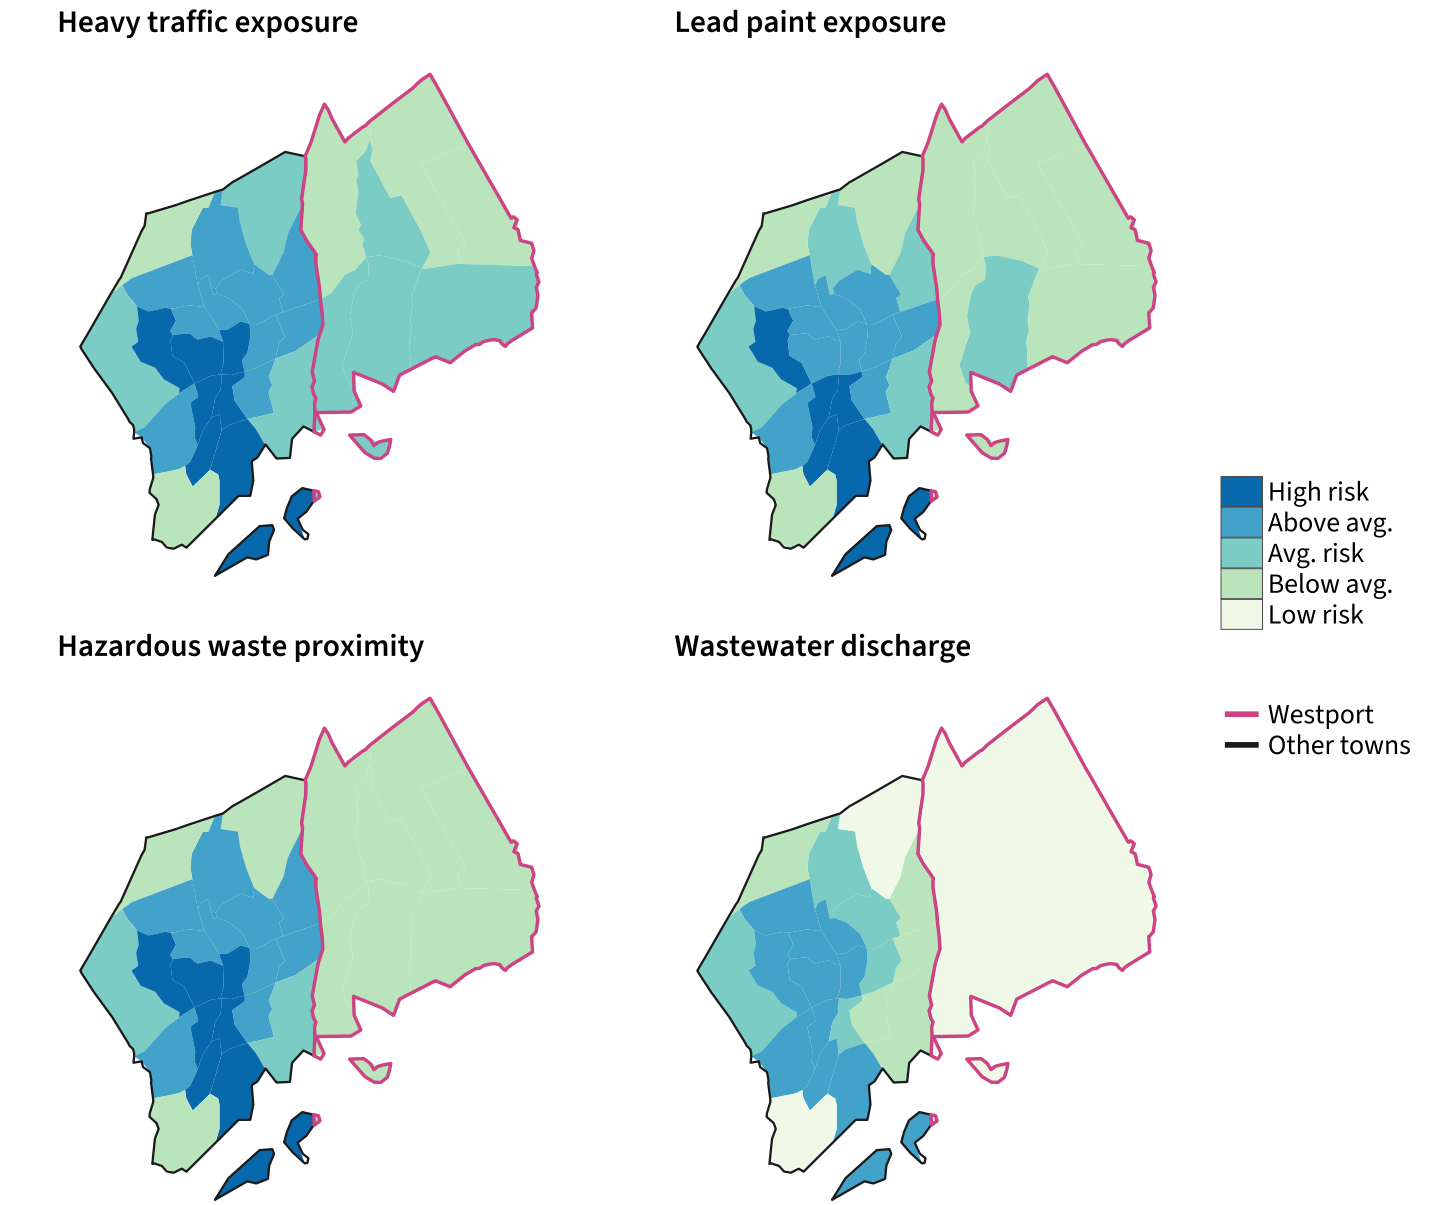 Heavy traffic exposure
Lead paint exposure
High risk
Above avg.
Avg. risk
Below avg.
Low risk
Hazardous waste proximity
Wastewater discharge
Westport
Other towns